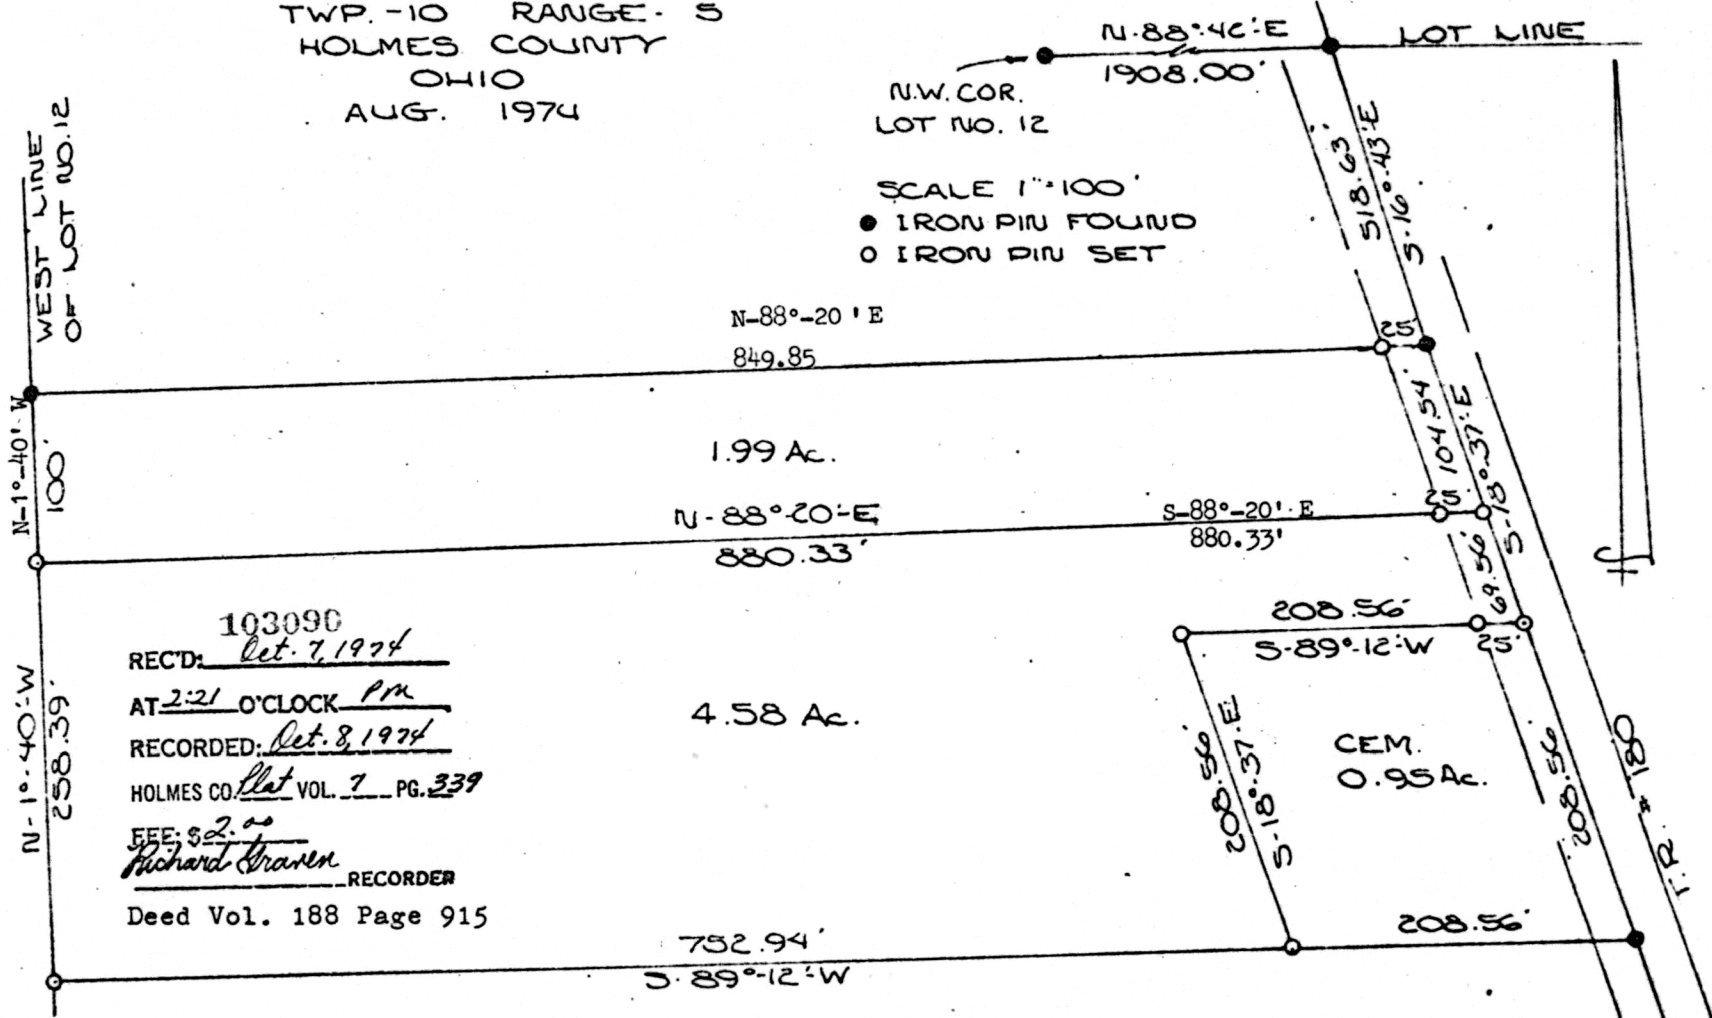 TWP.-10 RANGE-5
HOLMES COUNTY
OHIO
AUG. 1974
N-88°-42'-E
1908.00'
LOT LINE
N.W. COR.
LOT NO. 12
SCALE 1"=100'
● IRON PIN FOUND
○ IRON PIN SET
WEST LINE
OF LOT NO. 12
518.63'
S-16°-43'-E
N-88°-20'E
849.85
25'
N-1°-40'-W
100'
1.99 Ac.
104.54'
S-18°-37'-E
N-88°-20'-E
880.33'
S-88°-20'-E
880.33'
25'
69.56'
103090
REC'D: Oct. 7, 1974
AT 2:21 O'CLOCK PM
RECORDED: Oct. 8, 1974
HOLMES CO. Plat VOL. 7 PG. 339
FEE: $2.00
Richard Graven
RECORDER
Deed Vol. 188 Page 915
N-1°-40'-W
258.39'
4.58 Ac.
208.56'
S-89°-12'-W
25'
208.56'
S-18°-37'-E
CEM.
0.95 Ac.
208.56'
T.R. #180
752.94'
S-89°-12'-W
208.56'